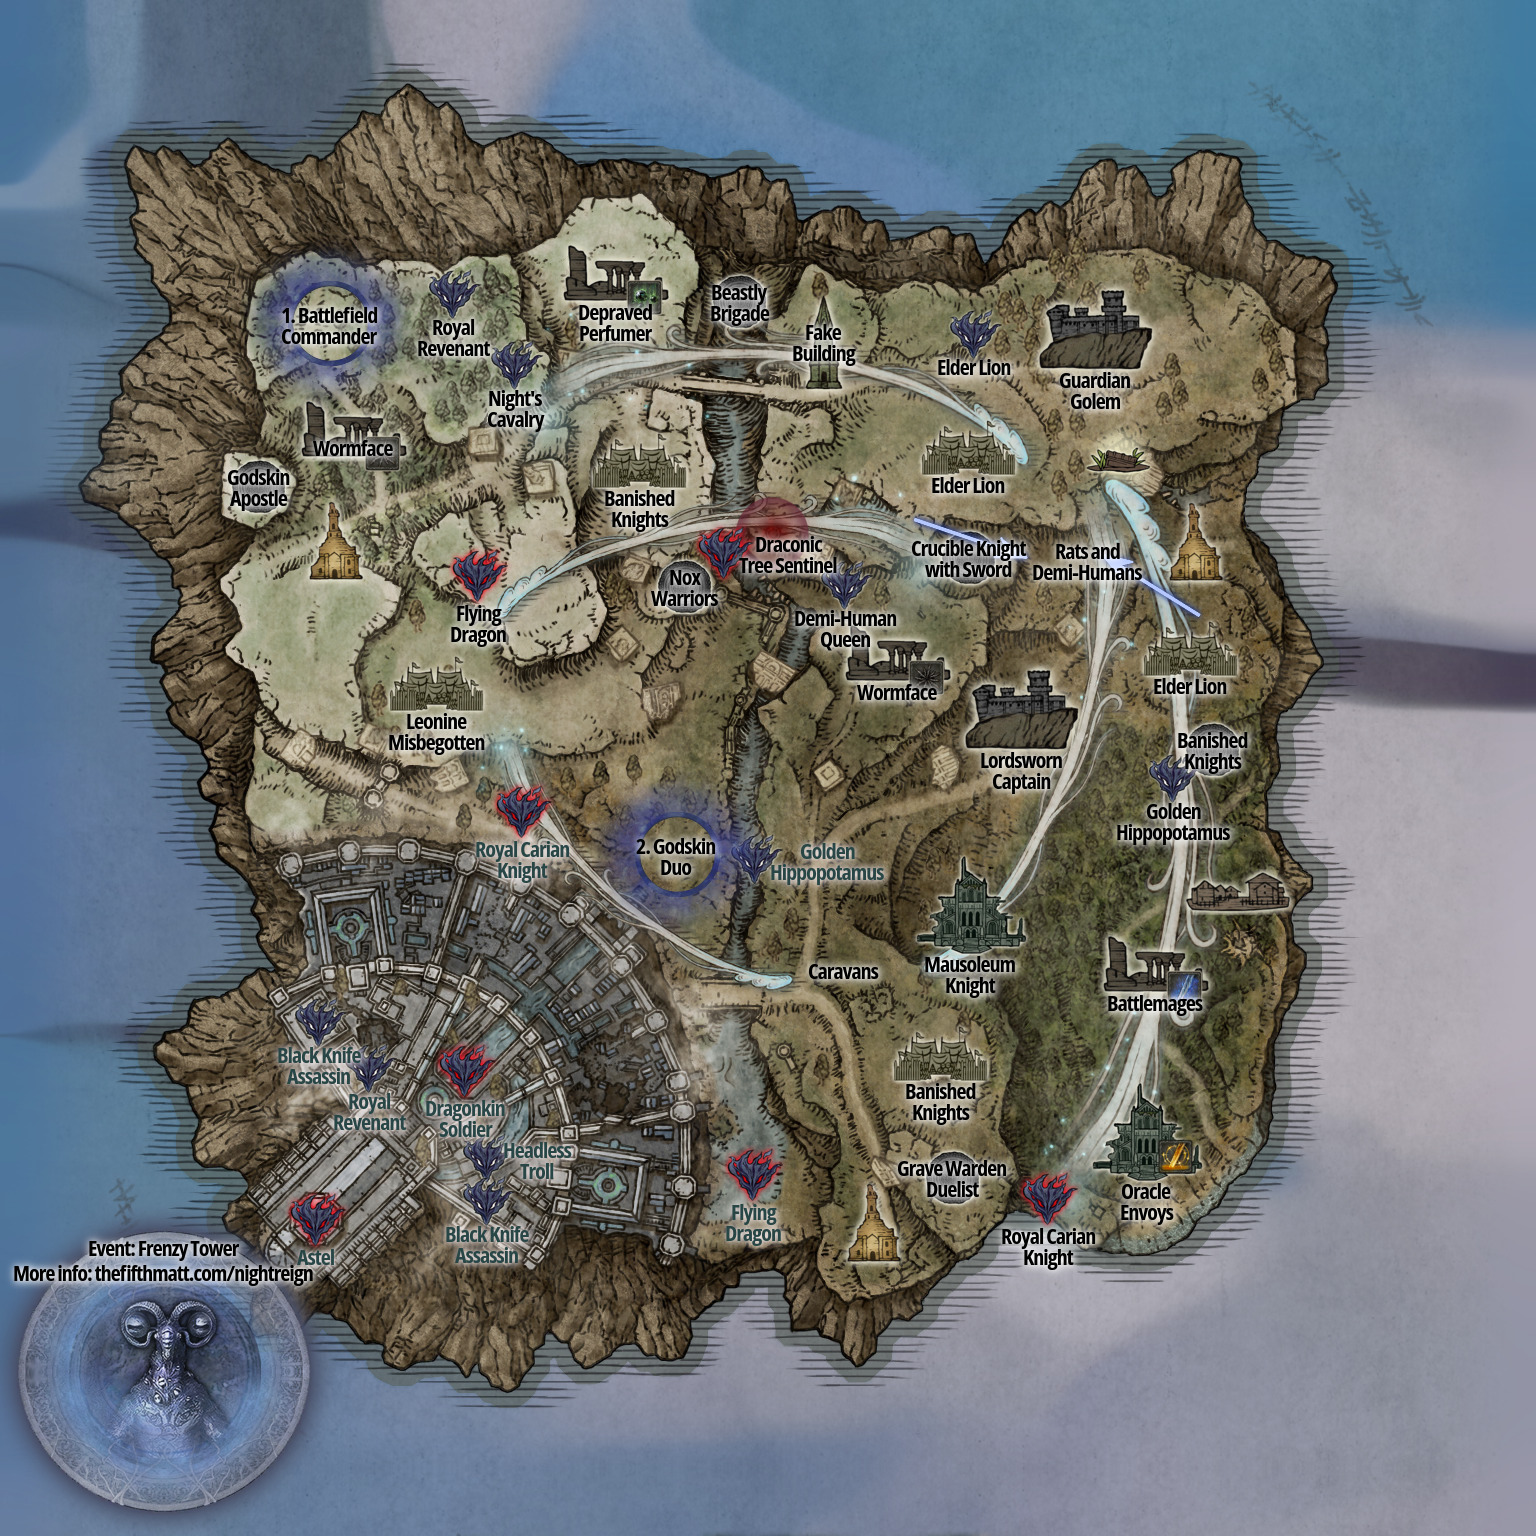 1. Battlefield
Commander
Royal
Revenant
Depraved
Perfumer
Beastly
Brigade
Fake
Building
Elder Lion
Guardian
Golem
Night's
Cavalry
Wormface
Godskin
Apostle
Banished
Knights
Elder Lion
Draconic
Tree Sentinel
Crucible Knight
with Sword
Rats and
Demi-Humans
Nox
Warriors
Flying
Dragon
Demi-Human
Queen
Wormface
Elder Lion
Leonine
Misbegotten
Lordsworn
Captain
Banished
Knights
Golden
Hippopotamus
Royal Carian
Knight
2. Godskin
Duo
Golden
Hippopotamus
Caravans
Mausoleum
Knight
Battlemages
Black Knife
Assassin
Royal
Revenant
Dragonkin
Soldier
Headless
Troll
Banished
Knights
Grave Warden
Duelist
Oracle
Envoys
Flying
Dragon
Black Knife
Assassin
Royal Carian
Knight
Astel
Event: Frenzy Tower
More info: thefifthmatt.com/nightreign